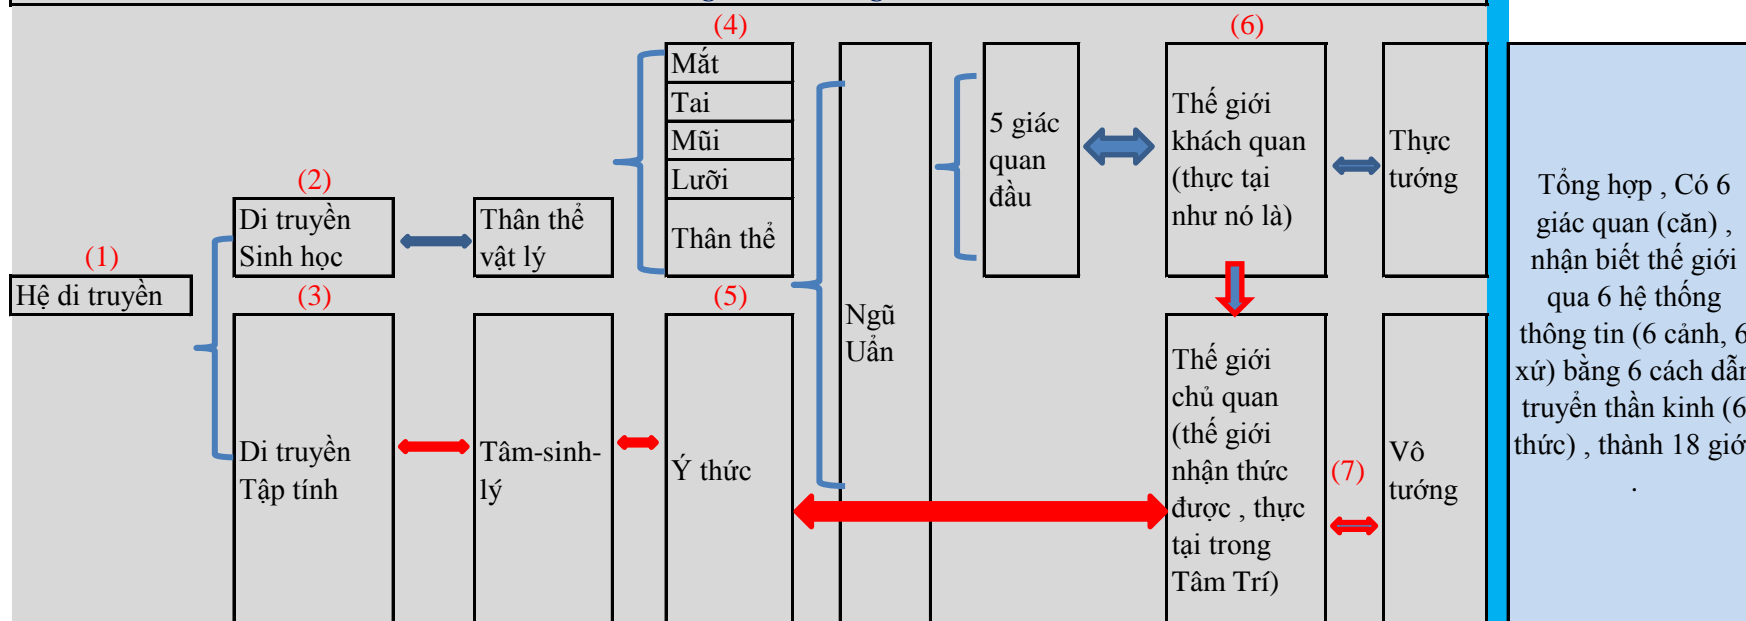 (1)
Hệ di truyền
(2)
Di truyền
Sinh học
(3)
Di truyền
Tập tính
Thân thể
vật lý
Tâm-sinh-
lý
(4)
Mắt
Tai
Mũi
Lưỡi
Thân thể
(5)
Ý thức
Ngũ
Uẩn
5 giác
quan
đầu
(6)
Thế giới
khách quan
(thực tại
như nó là)
Thế giới
chủ quan
(thế giới
nhận thức
được , thực
tại trong
Tâm Trí)
(7)
Thực
tướng
Vô
tướng
Tổng hợp , Có 6
giác quan (căn) ,
nhận biết thế giới
qua 6 hệ thống
thông tin (6 cảnh, 6
xứ) bằng 6 cách dẫn
truyền thần kinh (6
thức) , thành 18 giới
.